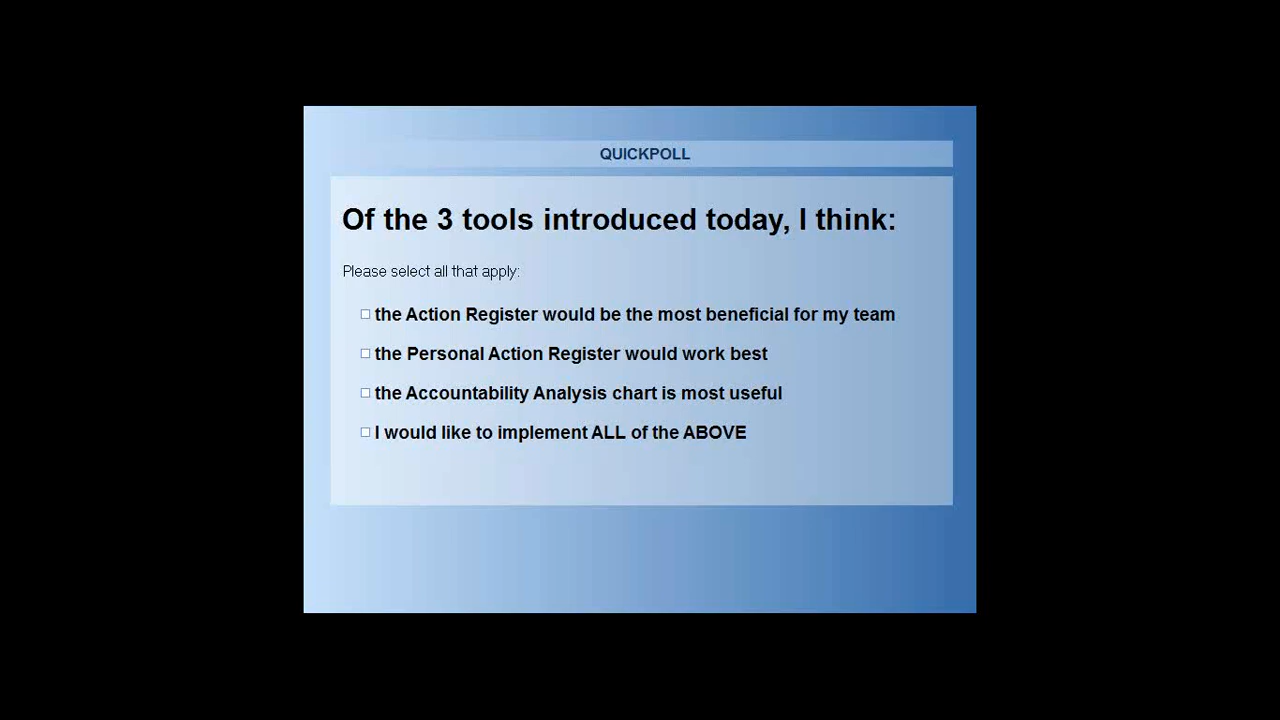 QUICKPOLL
Of the 3 tools introduced today, I think:
Please select all that apply:
the Action Register would be the most beneficial for my team
the Personal Action Register would work best
the Accountability Analysis chart is most useful
I would like to implement ALL of the ABOVE